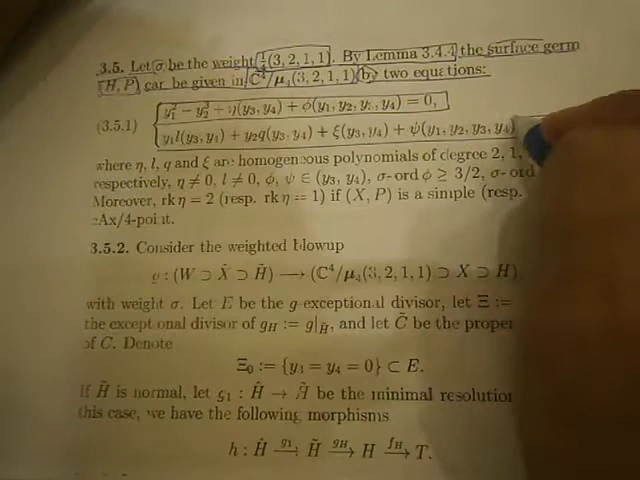 3.5. Let σ be the weight ¼(3, 2, 1, 1). By Lemma 3.4.4 the surface germ
(H, P) can be given in ℂ⁴/μ₄(3, 2, 1, 1) by two equations:
y₁² − y₂³ + η(y₃, y₄) + φ(y₁, y₂, y₃, y₄) = 0,
(3.5.1)
y₁l(y₃, y₄) + y₂q(y₃, y₄) + ξ(y₃, y₄) + ψ(y₁, y₂, y₃, y₄)
where η, l, q and ξ are homogeneous polynomials of degree 2, 1,
respectively, η ≠ 0, l ≠ 0, φ, ψ ∈ (y₃, y₄), σ-ord φ ≥ 3/2, σ-ord
Moreover, rk η = 2 (resp. rk η = 1) if (X, P) is a simple (resp.
cAx/4-point.
3.5.2. Consider the weighted blowup
g : (W ⊃ X̃ ⊃ H̃) ⟶ (ℂ⁴/μ₄(3, 2, 1, 1) ⊃ X ⊃ H)
with weight σ. Let E be the g exceptional divisor, let Ξ :=
the exceptional divisor of g_H := g|_H̃, and let C̃ be the proper
of C. Denote
Ξ₀ := {y₃ = y₄ = 0} ⊂ E.
If H̃ is normal, let g₁ : Ĥ → H̃ be the minimal resolution
this case, we have the following morphisms
h : Ĥ —g₁→ H̃ —g_H→ H —f_H→ T.